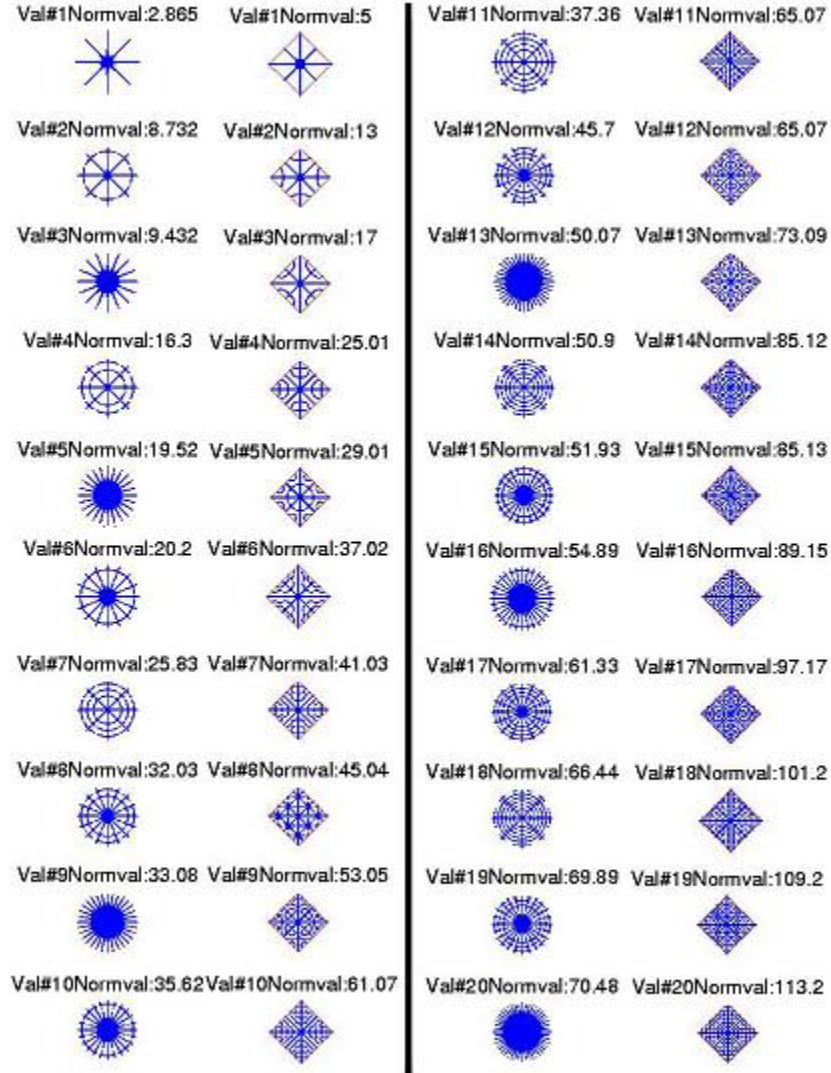 Val#1Normval:2.865 Val#1Normval:5
Val#2Normval:8.732 Val#2Normval:13
Val#3Normval:9.432 Val#3Normval:17
Val#4Normval:16.3 Val#4Normval:25.01
Val#5Normval:19.52 Val#5Normval:29.01
Val#6Normval:20.2 Val#6Normval:37.02
Val#7Normval:25.83 Val#7Normval:41.03
Val#8Normval:32.03 Val#8Normval:45.04
Val#9Normval:33.08 Val#9Normval:53.05
Val#10Normval:35.62 Val#10Normval:61.07
Val#11Normval:37.36 Val#11Normval:65.07
Val#12Normval:45.7 Val#12Normval:65.07
Val#13Normval:50.07 Val#13Normval:73.09
Val#14Normval:50.9 Val#14Normval:85.12
Val#15Normval:51.93 Val#15Normval:85.13
Val#16Normval:54.89 Val#16Normval:89.15
Val#17Normval:61.33 Val#17Normval:97.17
Val#18Normval:66.44 Val#18Normval:101.2
Val#19Normval:69.89 Val#19Normval:109.2
Val#20Normval:70.48 Val#20Normval:113.2